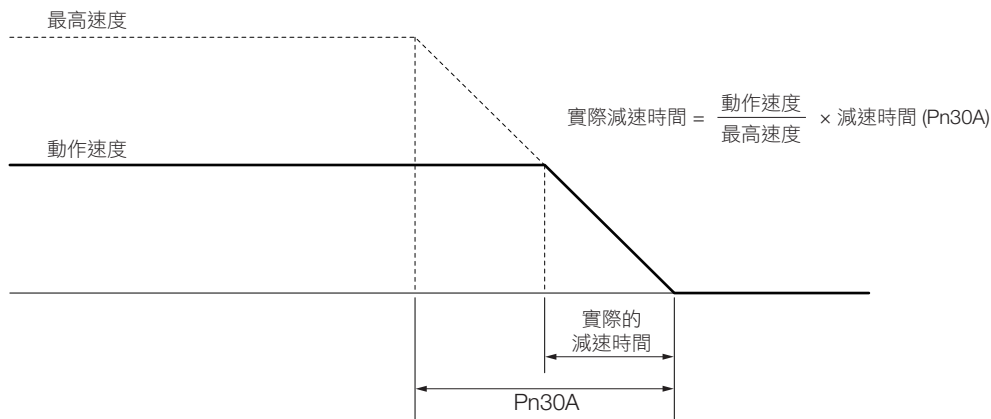 最高速度
實際減速時間 = 動作速度 / 最高速度 × 減速時間 (Pn30A)
動作速度
實際的
減速時間
Pn30A